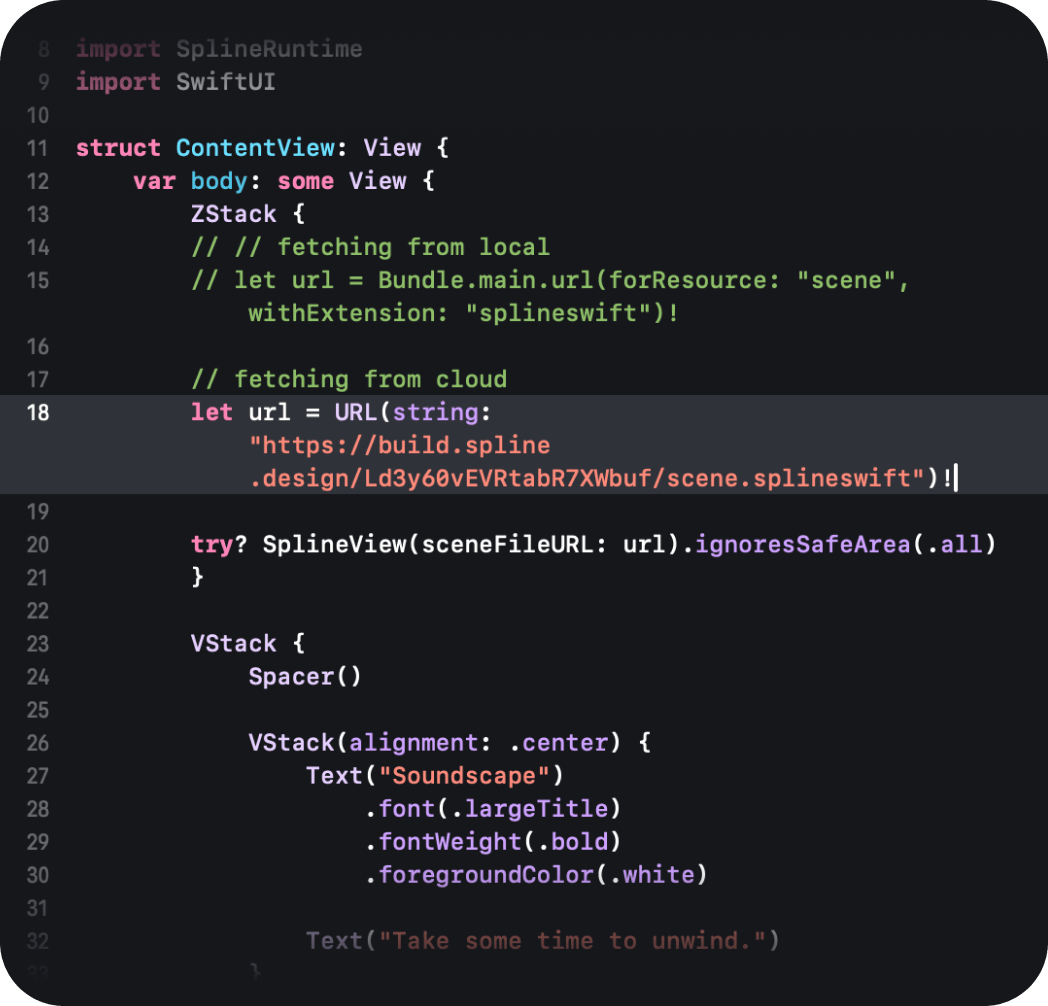 8 import SplineRuntime
9 import SwiftUI
10
11 struct ContentView: View {
12     var body: some View {
13         ZStack {
14         // // fetching from local
15         // let url = Bundle.main.url(forResource: "scene",
             withExtension: "splineswift")!
16
17         // fetching from cloud
18         let url = URL(string:
             "https://build.spline
             .design/Ld3y60vEVRtabR7XWbuf/scene.splineswift")!
19
20         try? SplineView(sceneFileURL: url).ignoresSafeArea(.all)
21         }
22
23         VStack {
24             Spacer()
25
26             VStack(alignment: .center) {
27                 Text("Soundscape")
28                     .font(.largeTitle)
29                     .fontWeight(.bold)
30                     .foregroundColor(.white)
31
32                 Text("Take some time to unwind.")
33             }